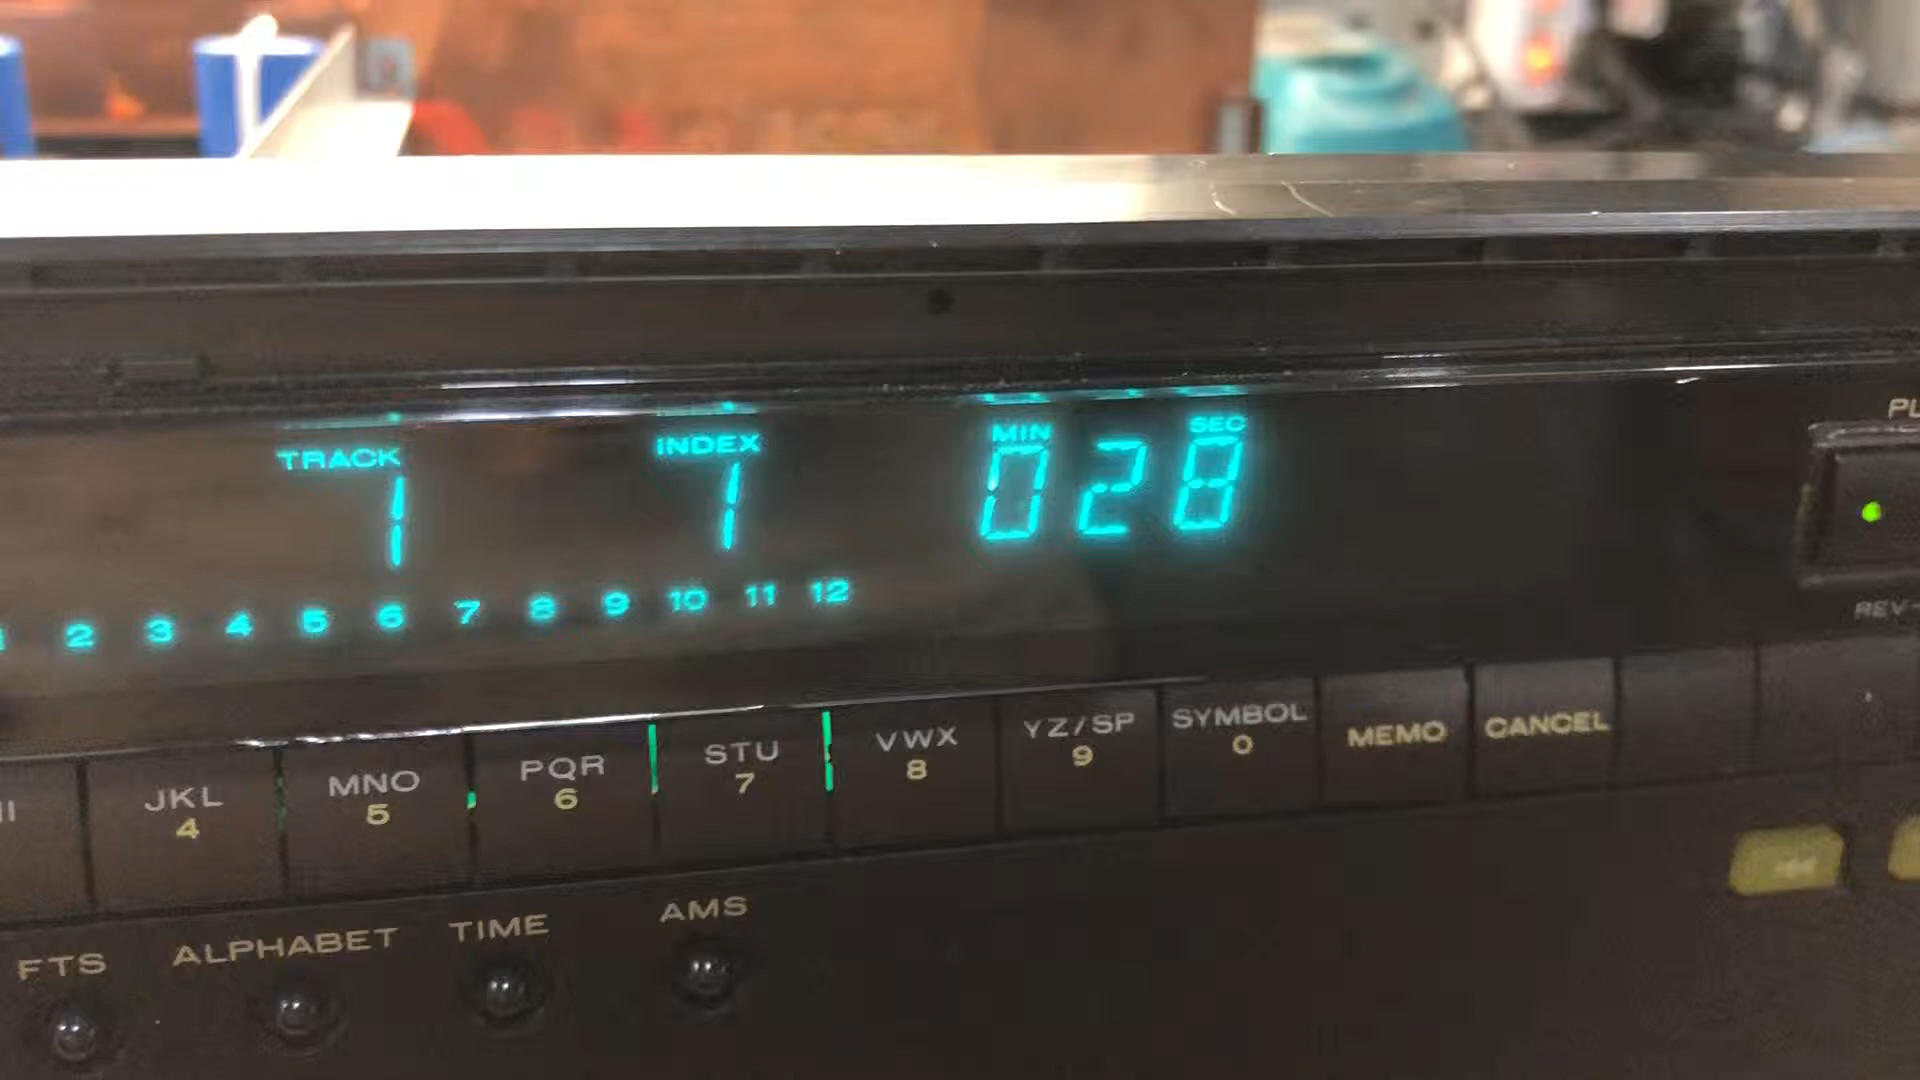 TRACK INDEX MIN SEC
1 1 0 28
1 2 3 4 5 6 7 8 9 10 11 12
REV
JKL MNO PQR STU VWX YZ/SP SYMBOL
4 5 6 7 8 9 0 MEMO CANCEL
FTS ALPHABET TIME AMS